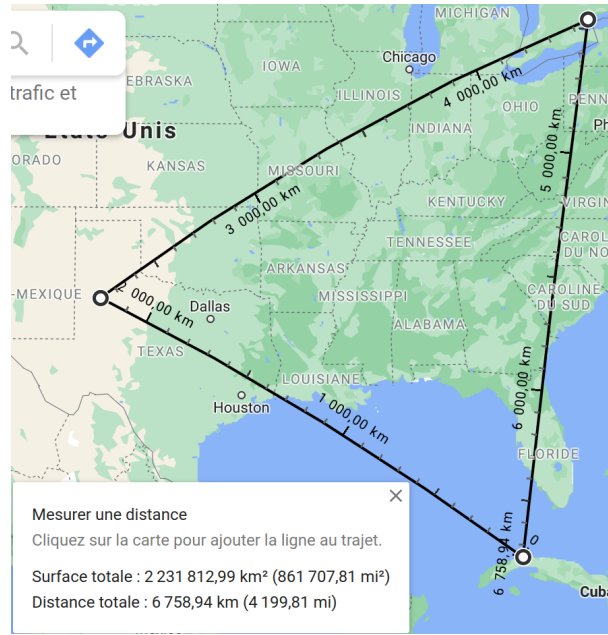 MICHIGAN
Chicago
IOWA
trafic et
EBRASKA
ILLINOIS
4 000,00 km
OHIO
PENN
Ph
États-Unis
INDIANA
5 000,00 km
ORADO
KANSAS
MISSOURI
3 000,00 km
KENTUCKY
VIRGIN
TENNESSEE
CAROL
DU NO
-MEXIQUE
2 000,00 km
ARKANSAS
Dallas
MISSISSIPPI
CAROLINE
DU SUD
ALABAMA
TEXAS
LOUISIANE
6 000,00 km
Houston
1 000,00 km
FLORIDE
Mesurer une distance
Cliquez sur la carte pour ajouter la ligne au trajet.
Surface totale : 2 231 812,99 km² (861 707,81 mi²)
Distance totale : 6 758,94 km (4 199,81 mi)
6 758,94 km
0
Cuba